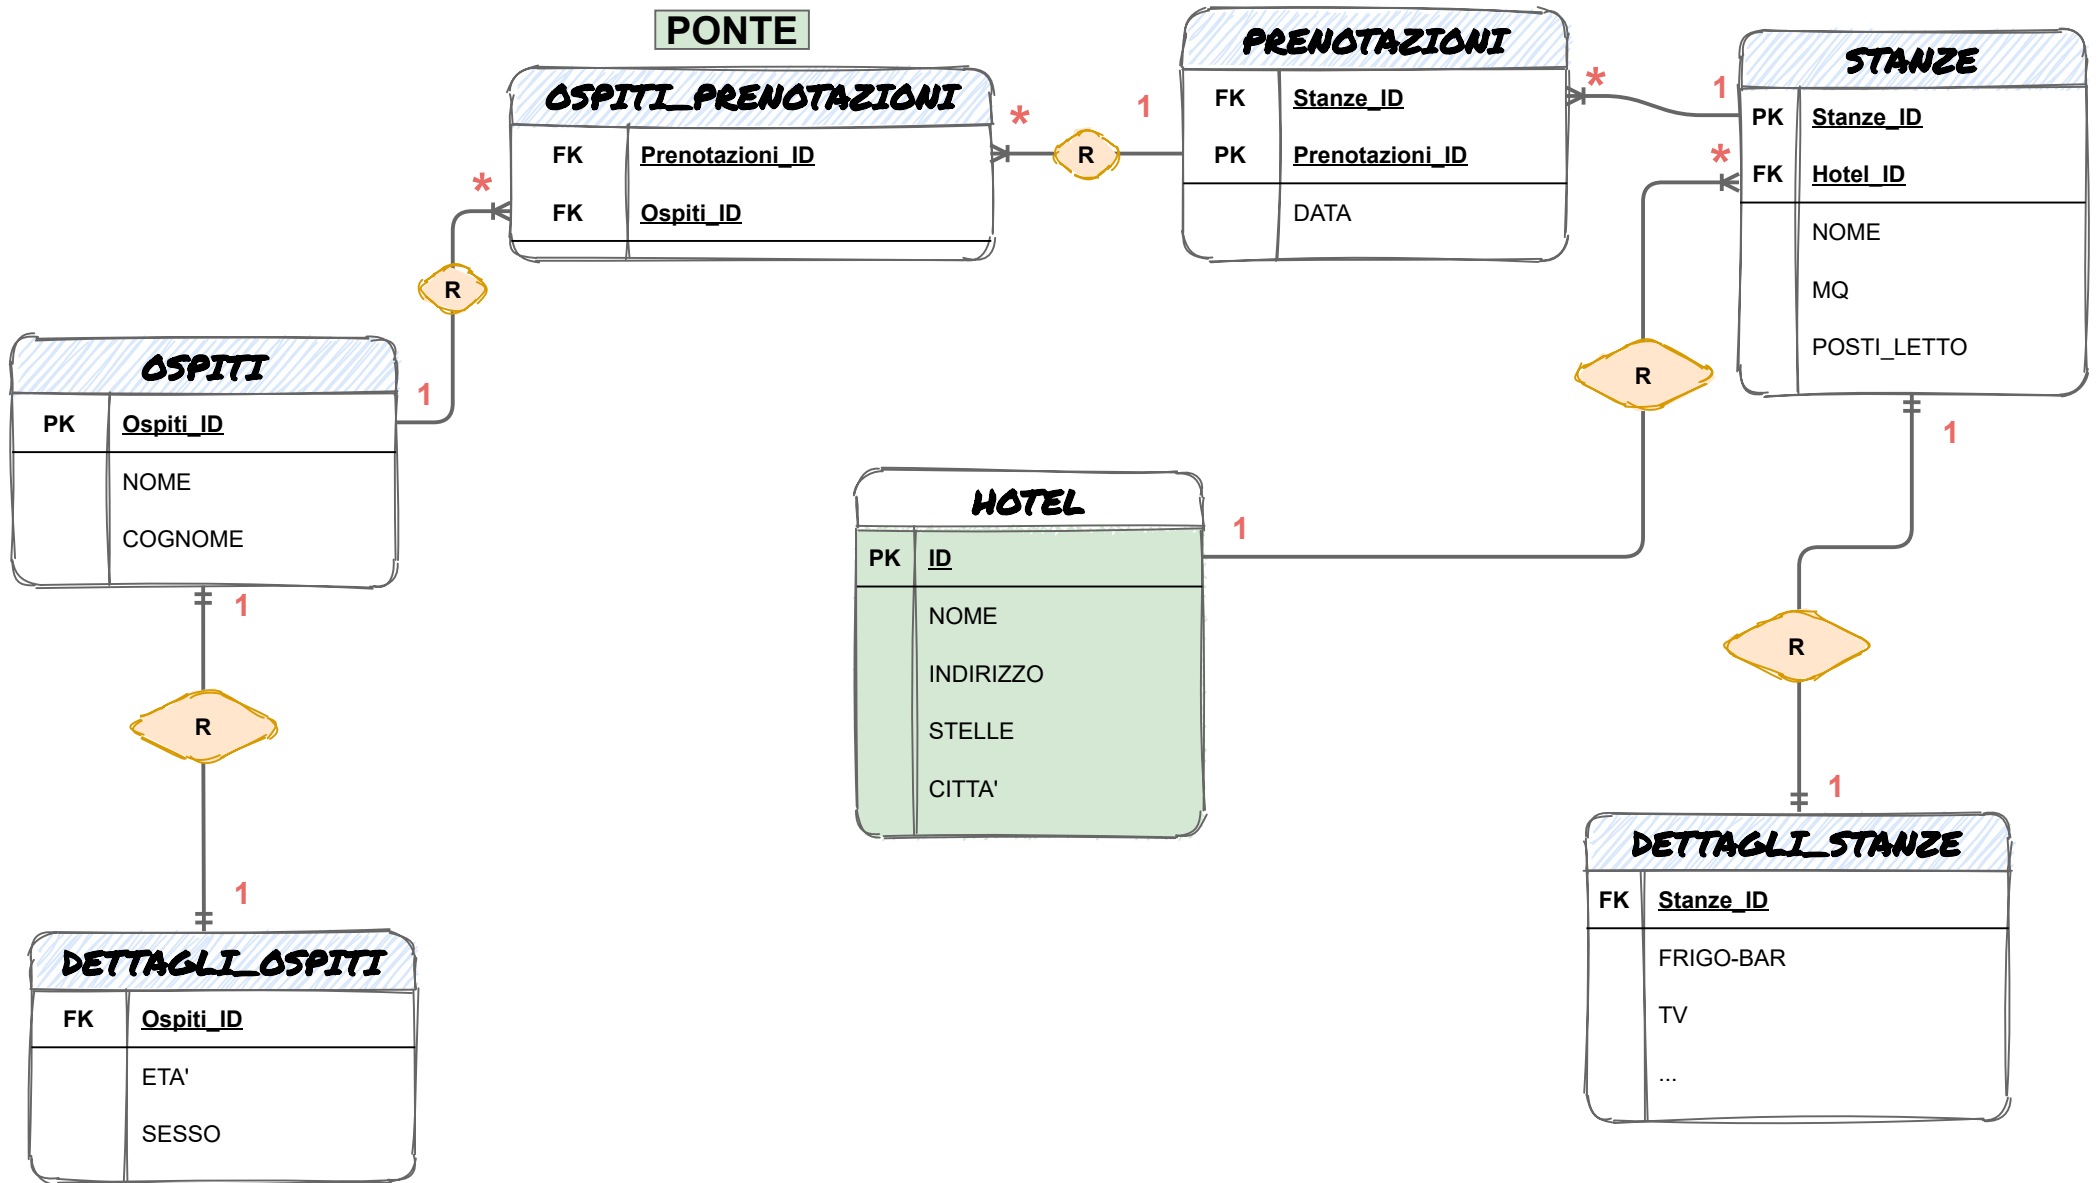 PONTE
OSPITI_PRENOTAZIONI
FK Prenotazioni_ID
FK Ospiti_ID
* R 1
PRENOTAZIONI
FK Stanze_ID
PK Prenotazioni_ID
DATA
* 1
STANZE
PK Stanze_ID
FK Hotel_ID
NOME
MQ
POSTI_LETTO
*
R
1
*
R
1
OSPITI
PK Ospiti_ID
NOME
COGNOME
1
R
1
DETTAGLI_OSPITI
FK Ospiti_ID
ETA'
SESSO
HOTEL
PK ID
NOME
INDIRIZZO
STELLE
CITTA'
1
R
1
DETTAGLI_STANZE
FK Stanze_ID
FRIGO-BAR
TV
...